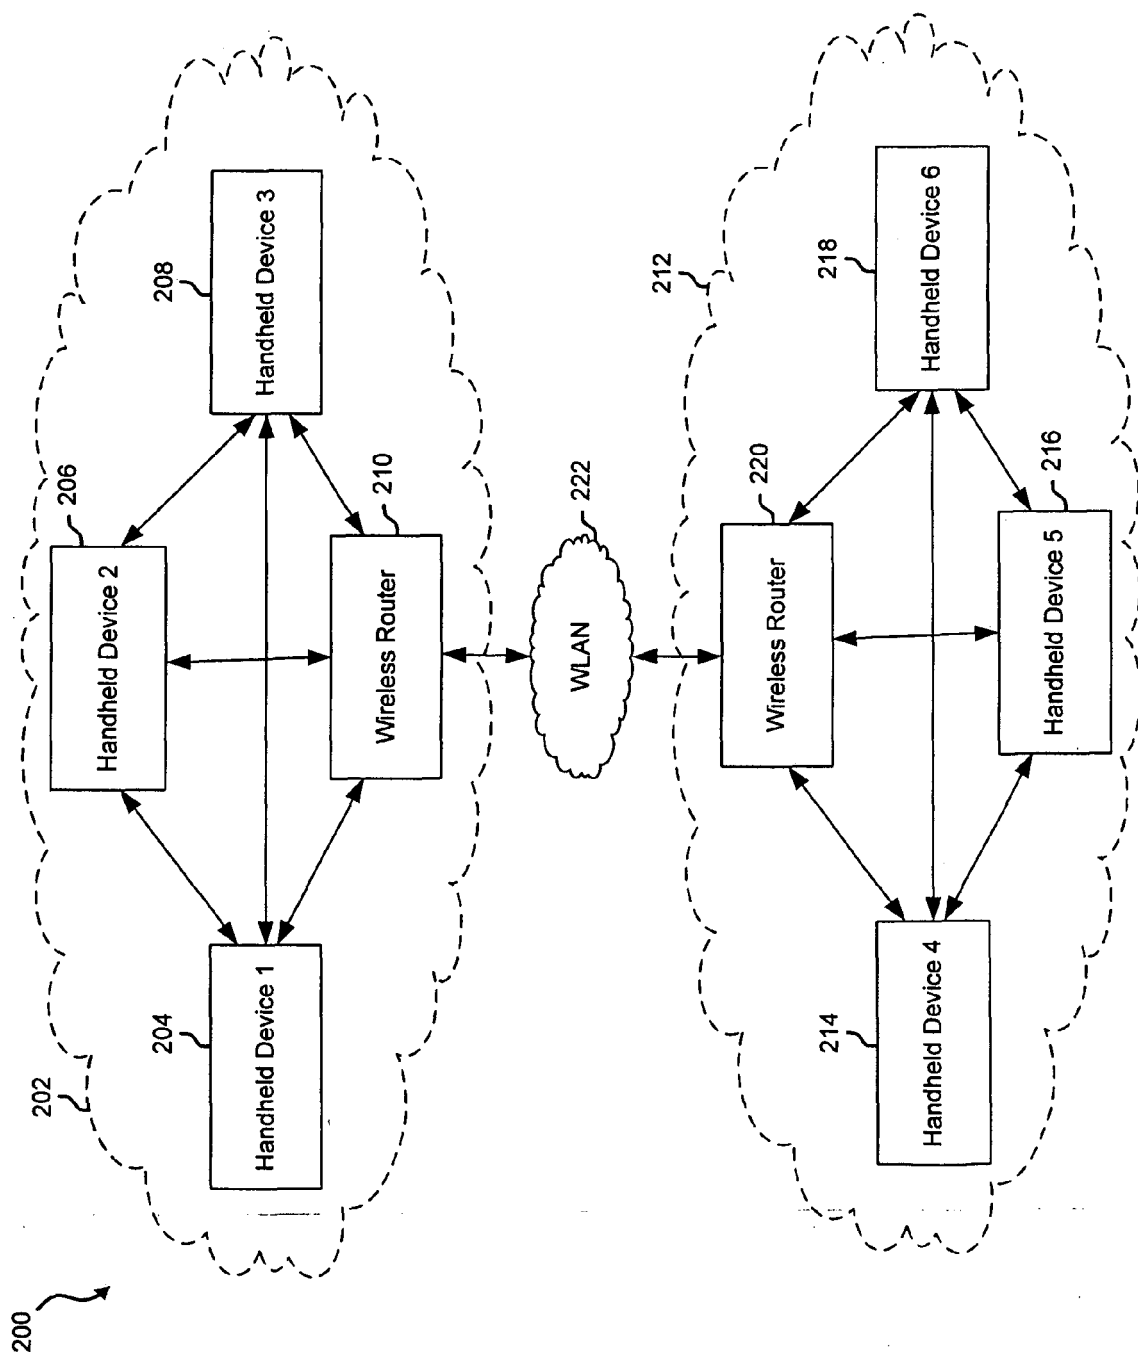 200
202
204
Handheld Device 1
206
Handheld Device 2
208
Handheld Device 3
210
Wireless Router
WLAN
222
212
220
Wireless Router
214
Handheld Device 4
216
Handheld Device 5
218
Handheld Device 6